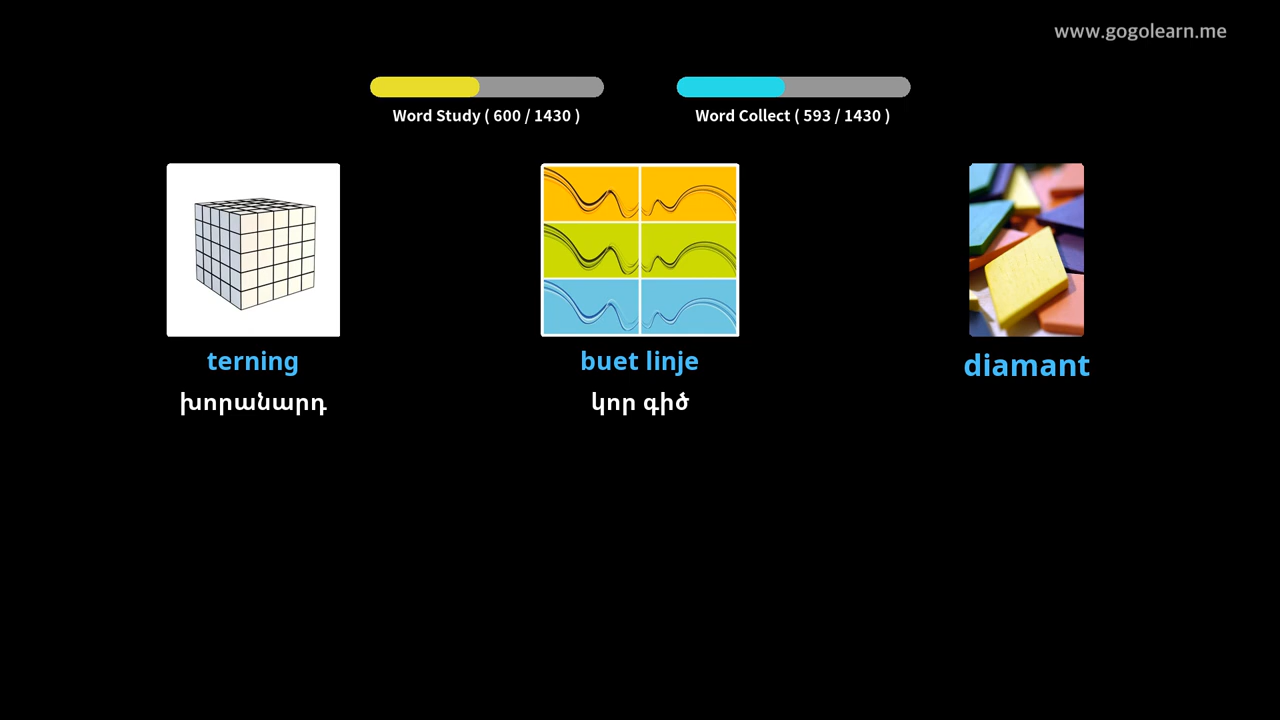 www.gogolearn.me
Word Study ( 600 / 1430 )
Word Collect ( 593 / 1430 )
terning
buet linje
diamant
խորանարդ
կոր գիծ